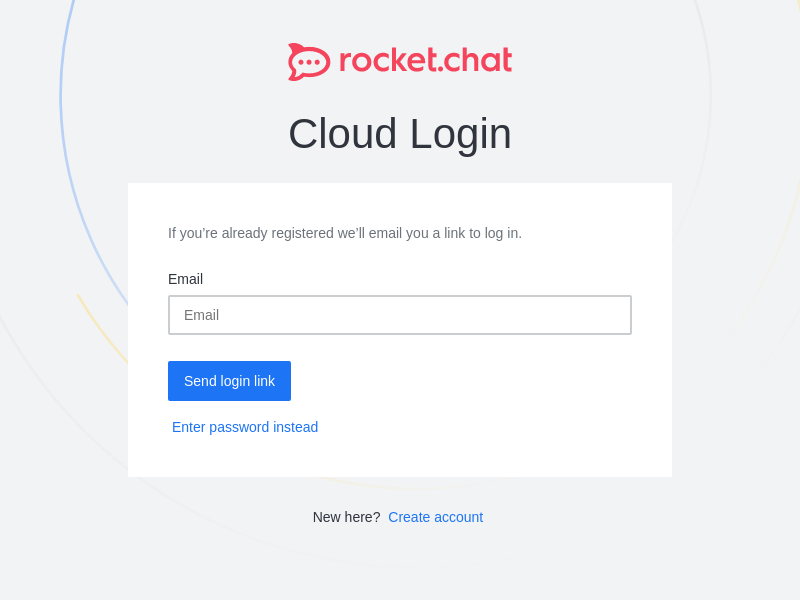 rocket.chat
Cloud Login
If you’re already registered we’ll email you a link to log in.
Email
Email
Send login link
Enter password instead
New here? Create account